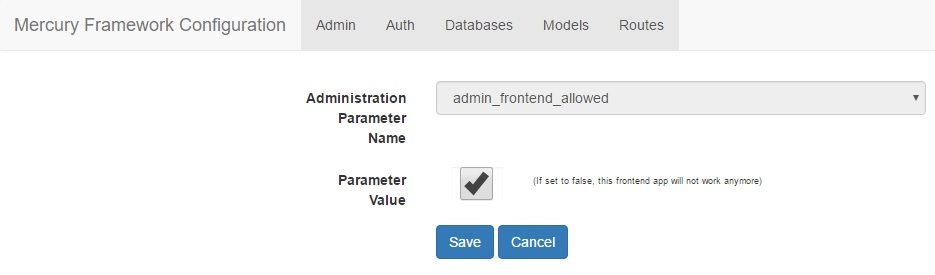 Mercury Framework Configuration Admin Auth Databases Models Routes
Administration
Parameter
Name
admin_frontend_allowed
Parameter
Value
(If set to false, this frontend app will not work anymore)
Save Cancel